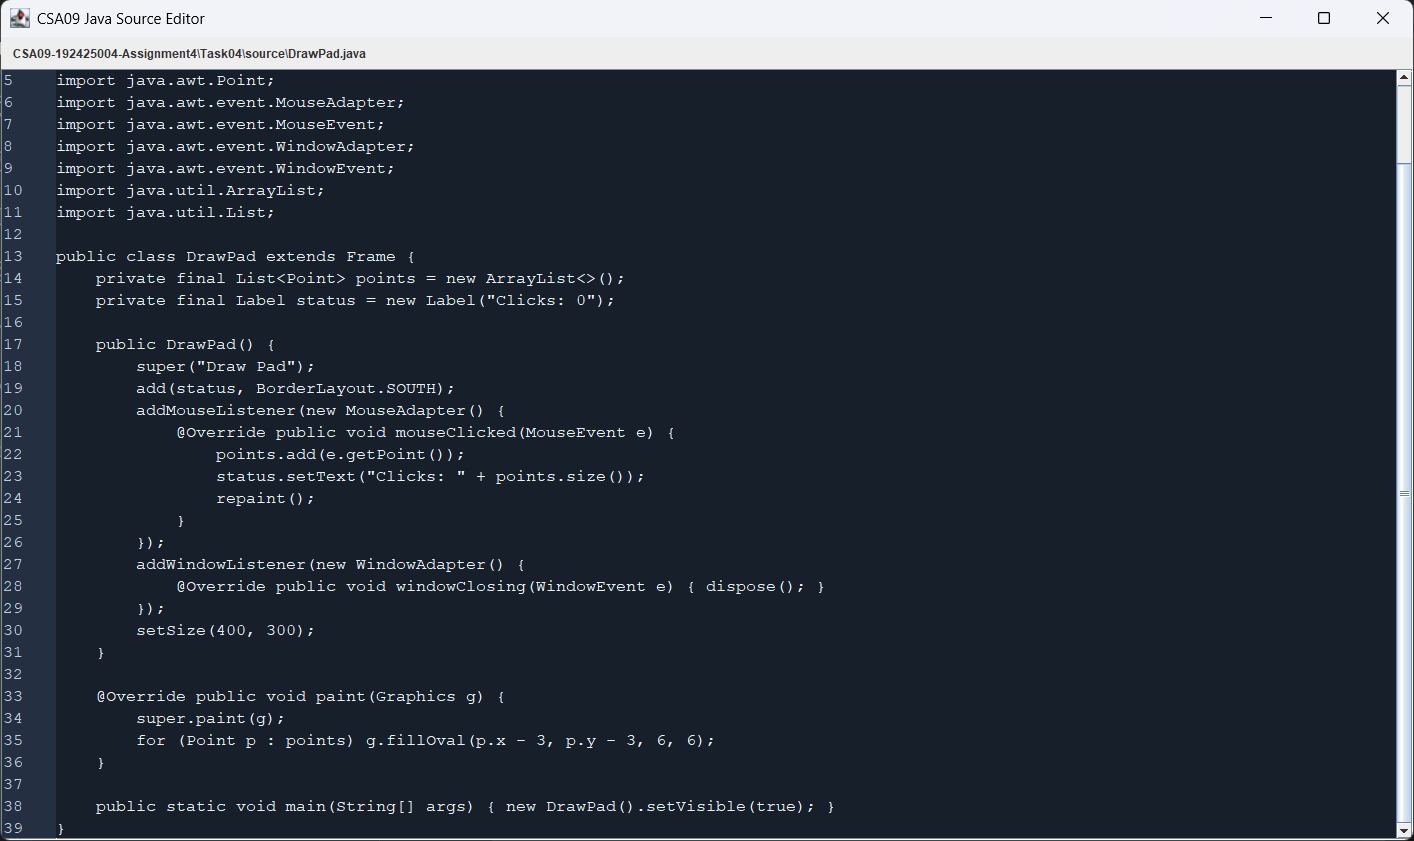 CSA09 Java Source Editor
CSA09-192425004-Assignment4\Task04\source\DrawPad.java
5 import java.awt.Point;
6 import java.awt.event.MouseAdapter;
7 import java.awt.event.MouseEvent;
8 import java.awt.event.WindowAdapter;
9 import java.awt.event.WindowEvent;
10 import java.util.ArrayList;
11 import java.util.List;
12
13 public class DrawPad extends Frame {
14     private final List<Point> points = new ArrayList<>();
15     private final Label status = new Label("Clicks: 0");
16
17     public DrawPad() {
18         super("Draw Pad");
19         add(status, BorderLayout.SOUTH);
20         addMouseListener(new MouseAdapter() {
21             @Override public void mouseClicked(MouseEvent e) {
22                 points.add(e.getPoint());
23                 status.setText("Clicks: " + points.size());
24                 repaint();
25             }
26         });
27         addWindowListener(new WindowAdapter() {
28             @Override public void windowClosing(WindowEvent e) { dispose(); }
29         });
30         setSize(400, 300);
31     }
32
33     @Override public void paint(Graphics g) {
34         super.paint(g);
35         for (Point p : points) g.fillOval(p.x - 3, p.y - 3, 6, 6);
36     }
37
38     public static void main(String[] args) { new DrawPad().setVisible(true); }
39 }